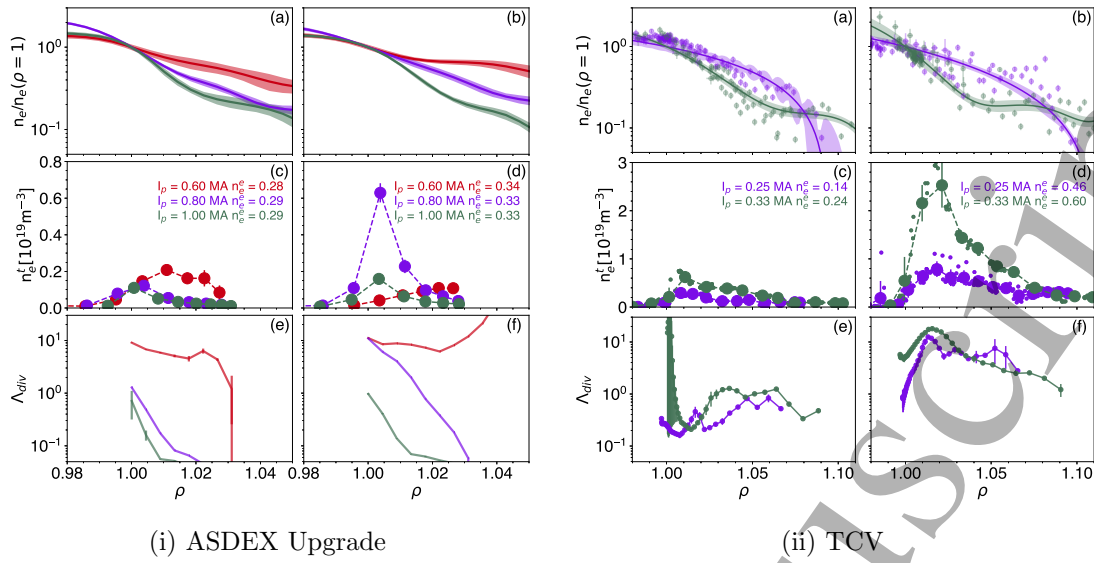 (a) (b) (a) (b)
n_e/n_e(ρ = 1)
10^0
10^-1
n_e/n_e(ρ = 1)
10^0
10^-1
(c) (d) (c) (d)
I_p = 0.60 MA n_e^e = 0.28
I_p = 0.80 MA n_e^e = 0.29
I_p = 1.00 MA n_e^e = 0.29
I_p = 0.60 MA n_e^e = 0.34
I_p = 0.80 MA n_e^e = 0.33
I_p = 1.00 MA n_e^e = 0.33
I_p = 0.25 MA n_e^e = 0.14
I_p = 0.33 MA n_e^e = 0.24
I_p = 0.25 MA n_e^e = 0.46
I_p = 0.33 MA n_e^e = 0.60
n_e^t [10^19 m^-3]
0.8
0.6
0.4
0.2
0.0
n_e^t [10^19 m^-3]
3
2
1
0
(e) (f) (e) (f)
Λ_div
10^1
10^0
10^-1
Λ_div
10^1
10^0
10^-1
0.98 1.00 1.02 0.98 1.00 1.02 1.04
1.00 1.05 1.10 1.00 1.05 1.10
ρ ρ ρ ρ
(i) ASDEX Upgrade (ii) TCV